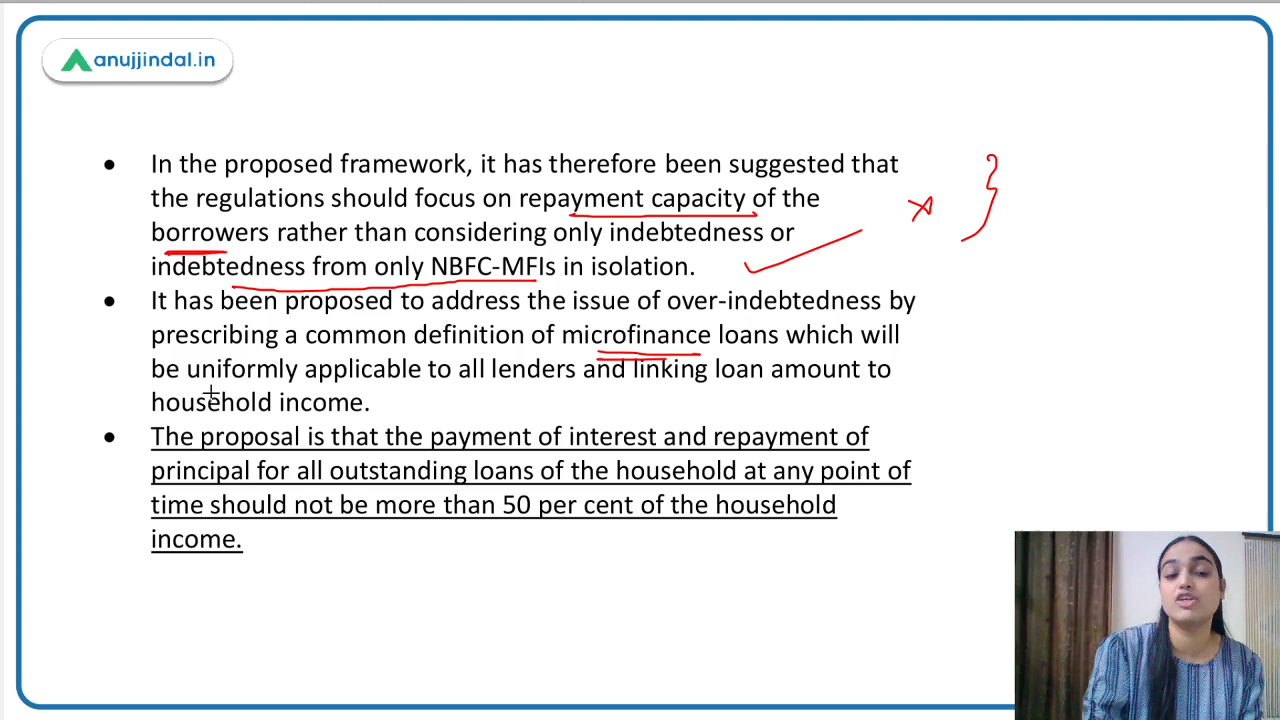 anujjindal.in
• In the proposed framework, it has therefore been suggested that
the regulations should focus on repayment capacity of the
borrowers rather than considering only indebtedness or
indebtedness from only NBFC-MFIs in isolation.
• It has been proposed to address the issue of over-indebtedness by
prescribing a common definition of microfinance loans which will
be uniformly applicable to all lenders and linking loan amount to
household income.
• The proposal is that the payment of interest and repayment of
principal for all outstanding loans of the household at any point of
time should not be more than 50 per cent of the household
income.